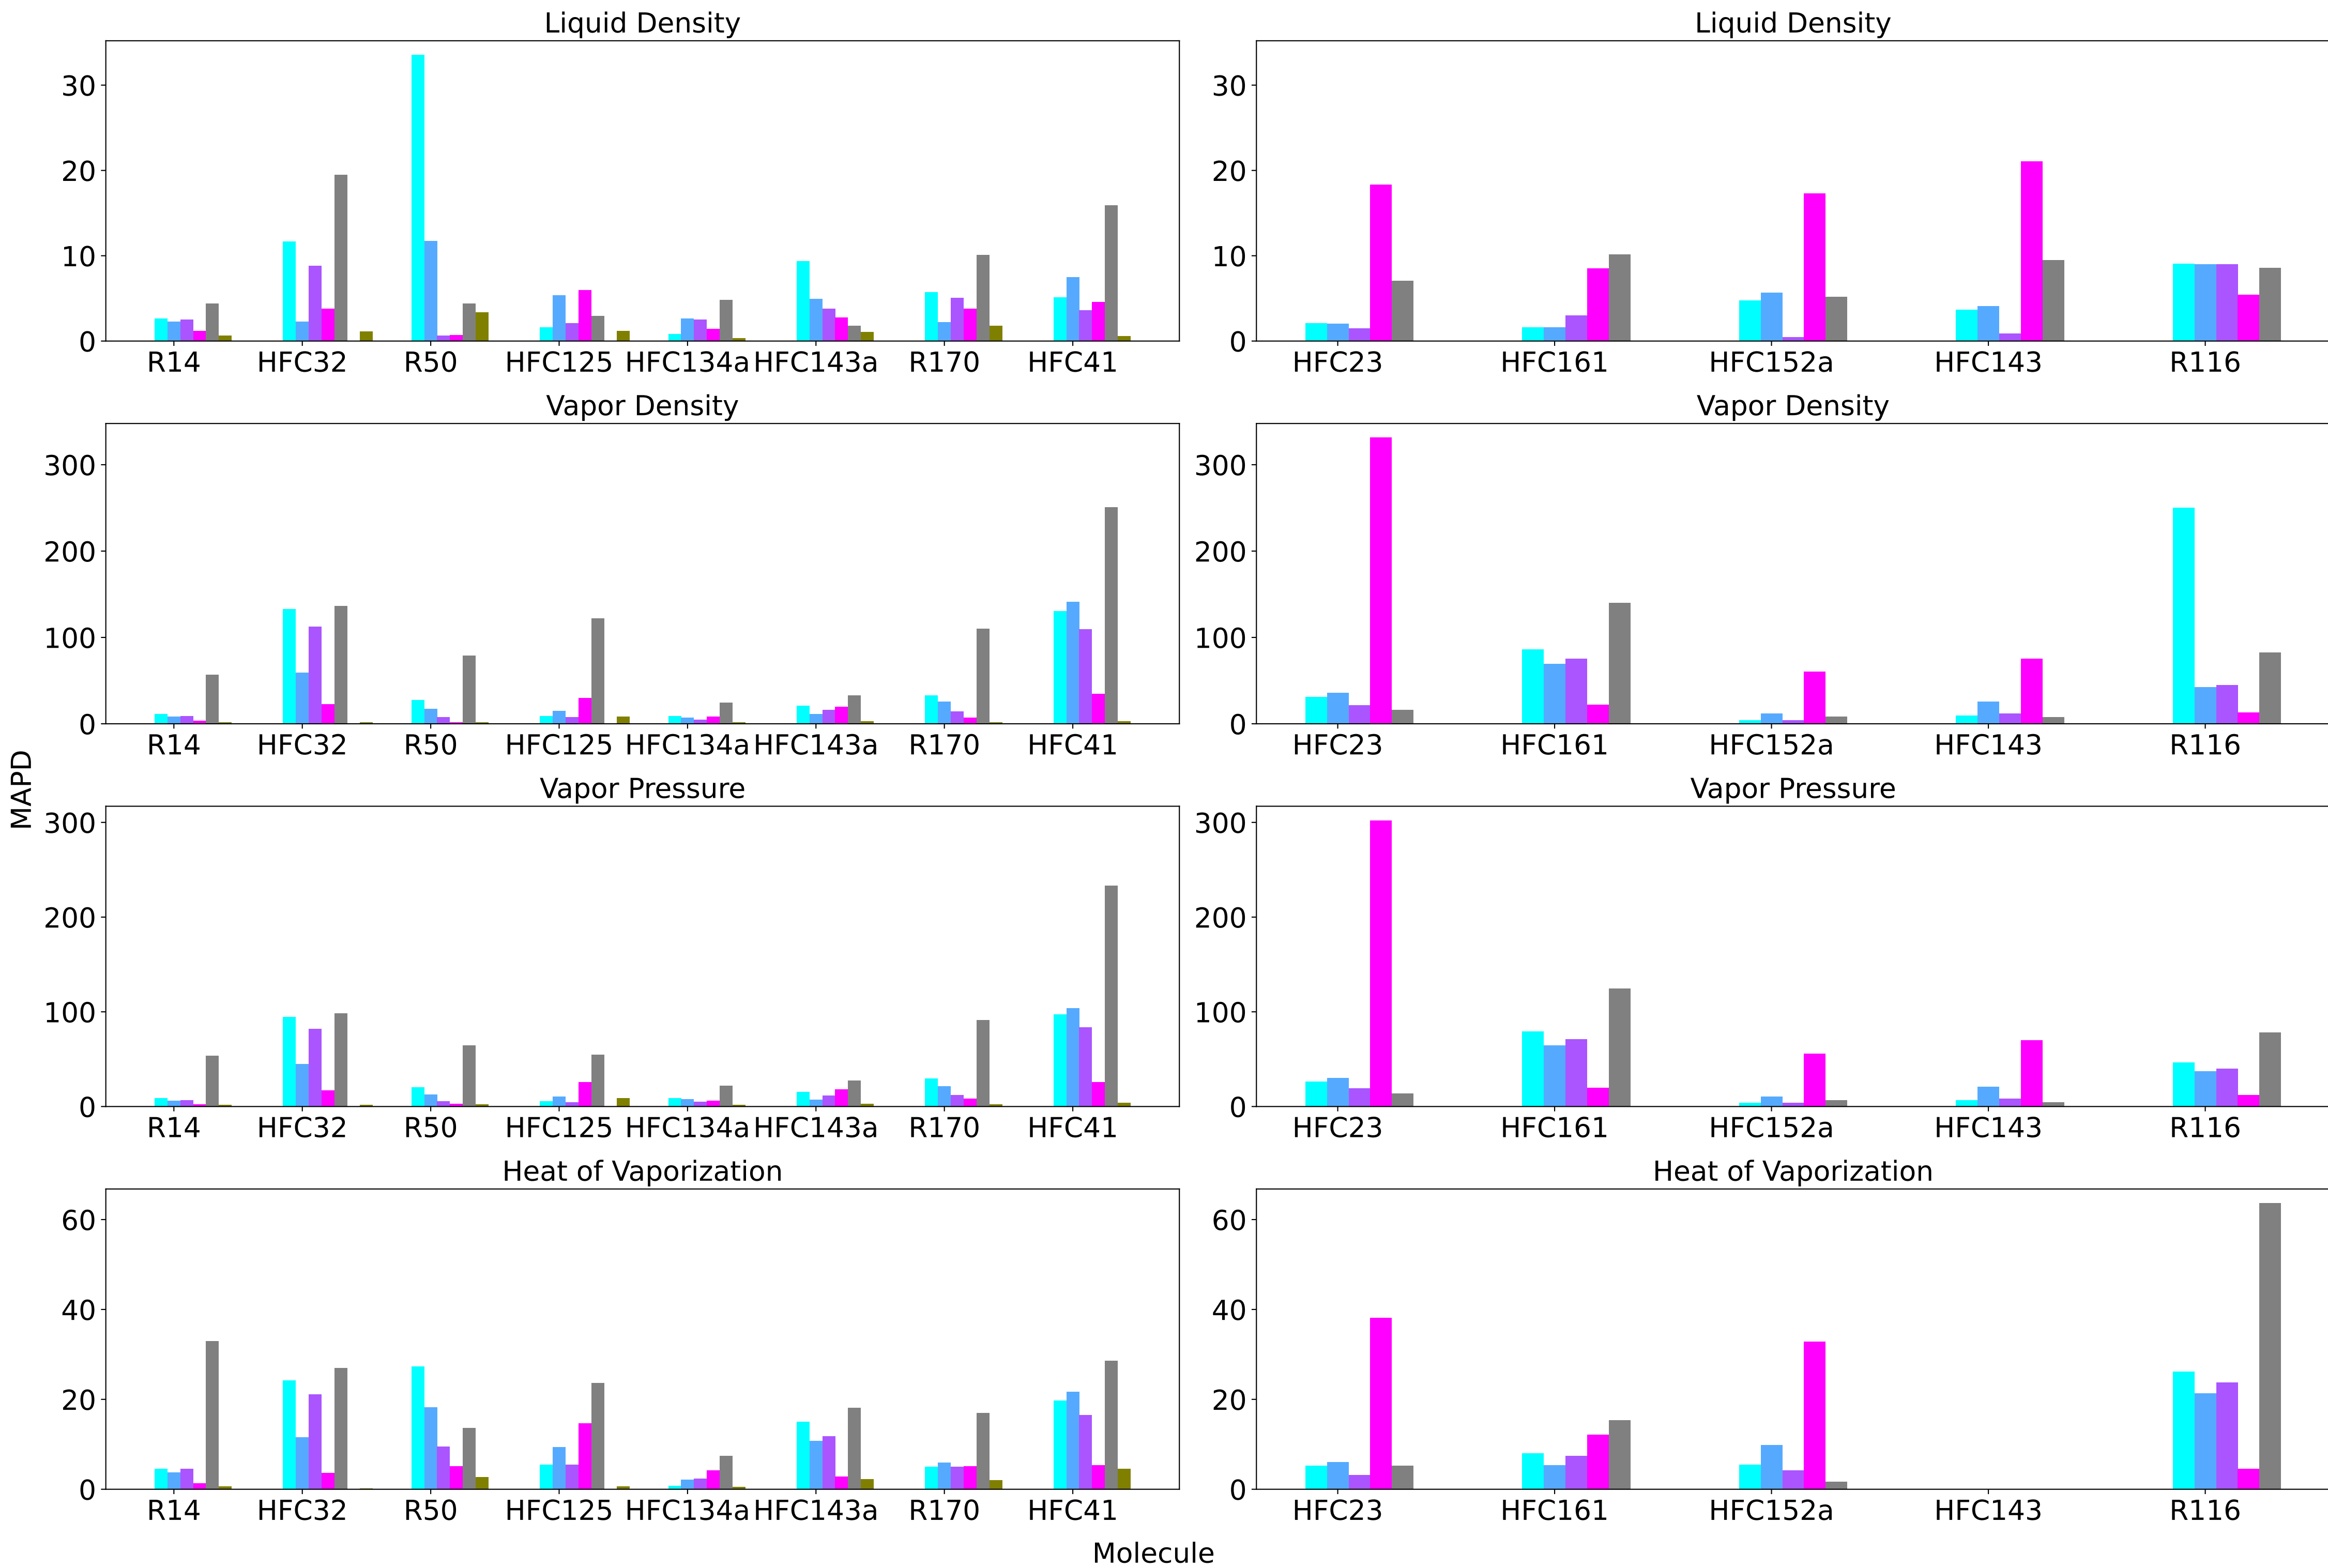 Liquid Density
Liquid Density
30
20
10
0
R14 HFC32 R50 HFC125 HFC134a HFC143a R170 HFC41
30
20
10
0
HFC23 HFC161 HFC152a HFC143 R116
Vapor Density
Vapor Density
300
200
100
0
R14 HFC32 R50 HFC125 HFC134a HFC143a R170 HFC41
300
200
100
0
HFC23 HFC161 HFC152a HFC143 R116
MAPD
Vapor Pressure
Vapor Pressure
300
200
100
0
R14 HFC32 R50 HFC125 HFC134a HFC143a R170 HFC41
300
200
100
0
HFC23 HFC161 HFC152a HFC143 R116
Heat of Vaporization
Heat of Vaporization
60
40
20
0
R14 HFC32 R50 HFC125 HFC134a HFC143a R170 HFC41
60
40
20
0
HFC23 HFC161 HFC152a HFC143 R116
Molecule